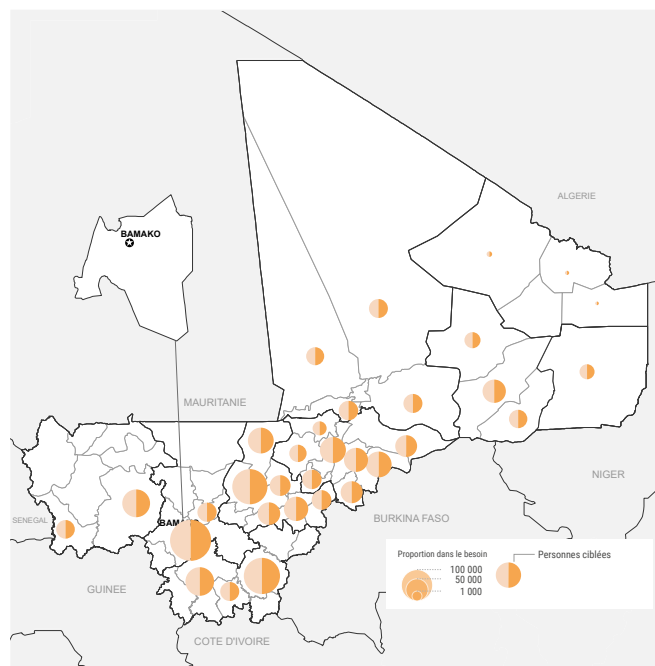 ALGERIE
BAMAKO
MAURITANIE
NIGER
SENEGAL
BAMA
BURKINA FASO
Proportion dans le besoin
Personnes ciblées
100 000
50 000
1 000
GUINEE
COTE D'IVOIRE